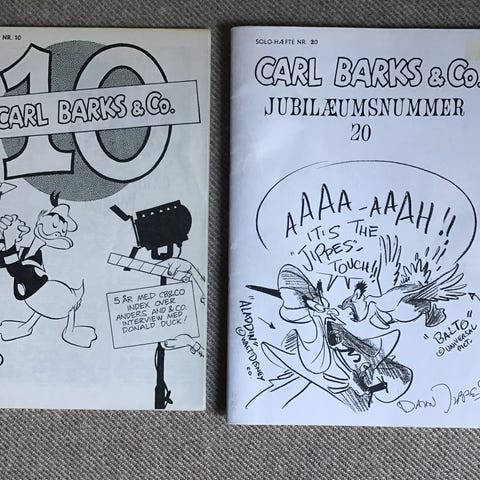 NR. 10
10
CARL BARKS & CO.
5 ÅR MED CB&CO
INDEX OVER
ANDERS AND & CO.
INTERVIEW MED
DONALD DUCK!
SOLO-HÆFTE NR. 20
CARL BARKS & CO.
JUBILÆUMSNUMMER
20
AAAA-AAAH!!
IT'S THE
"JIPPES-
TOUCH!!
"ALADDIN"
© WALT DISNEY
CO.
"BALTO"
© UNIVERSAL
PICT.
DAAN JIPPES